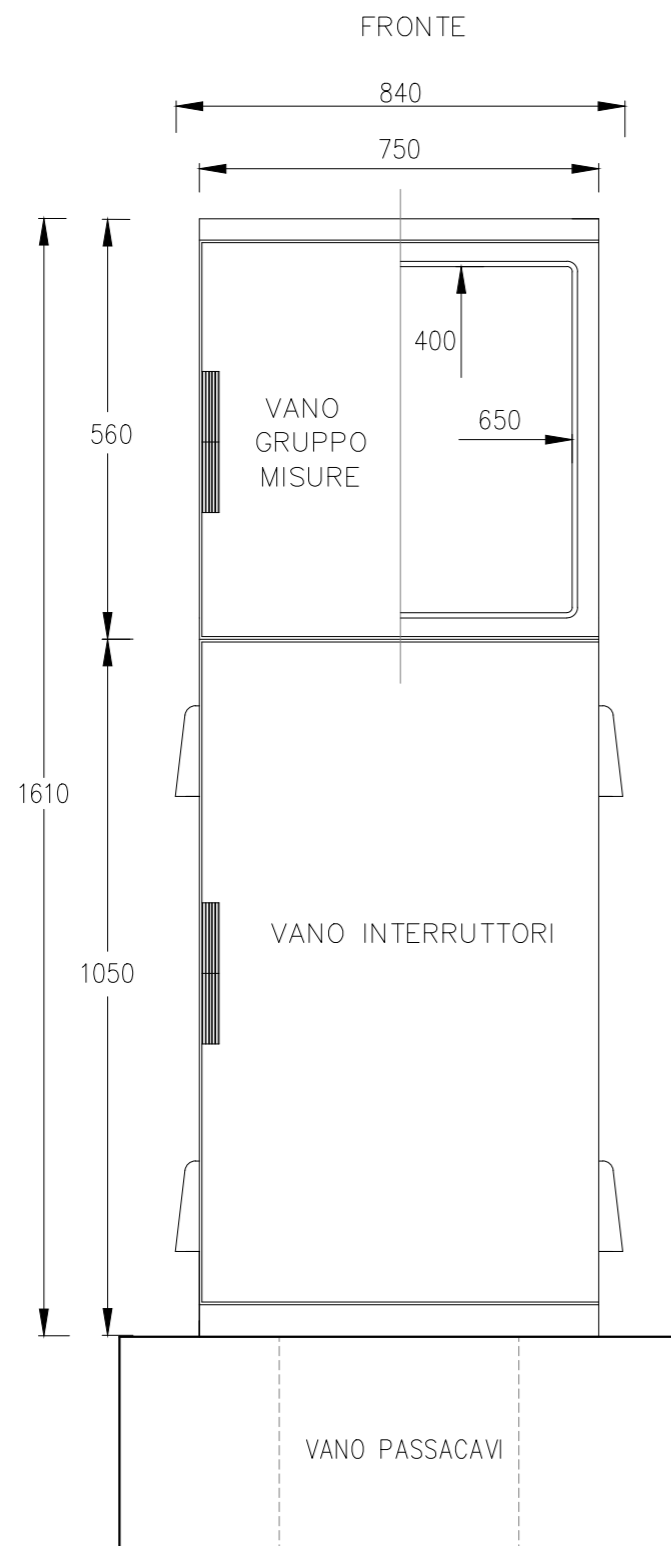 FRONTE
840
750
400
650
VANO
GRUPPO
MISURE
560
1610
VANO INTERRUTTORI
1050
VANO PASSACAVI